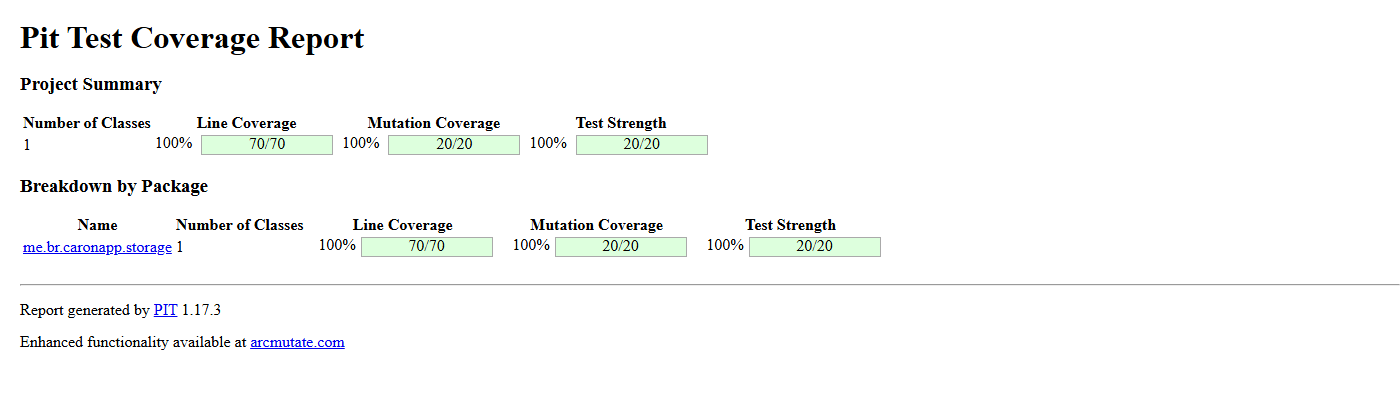 Pit Test Coverage Report
Project Summary
Number of Classes Line Coverage Mutation Coverage Test Strength
1 100% 70/70 100% 20/20 100% 20/20
Breakdown by Package
Name Number of Classes Line Coverage Mutation Coverage Test Strength
me.br.caronapp.storage 1 100% 70/70 100% 20/20 100% 20/20
Report generated by PIT 1.17.3
Enhanced functionality available at arcmutate.com